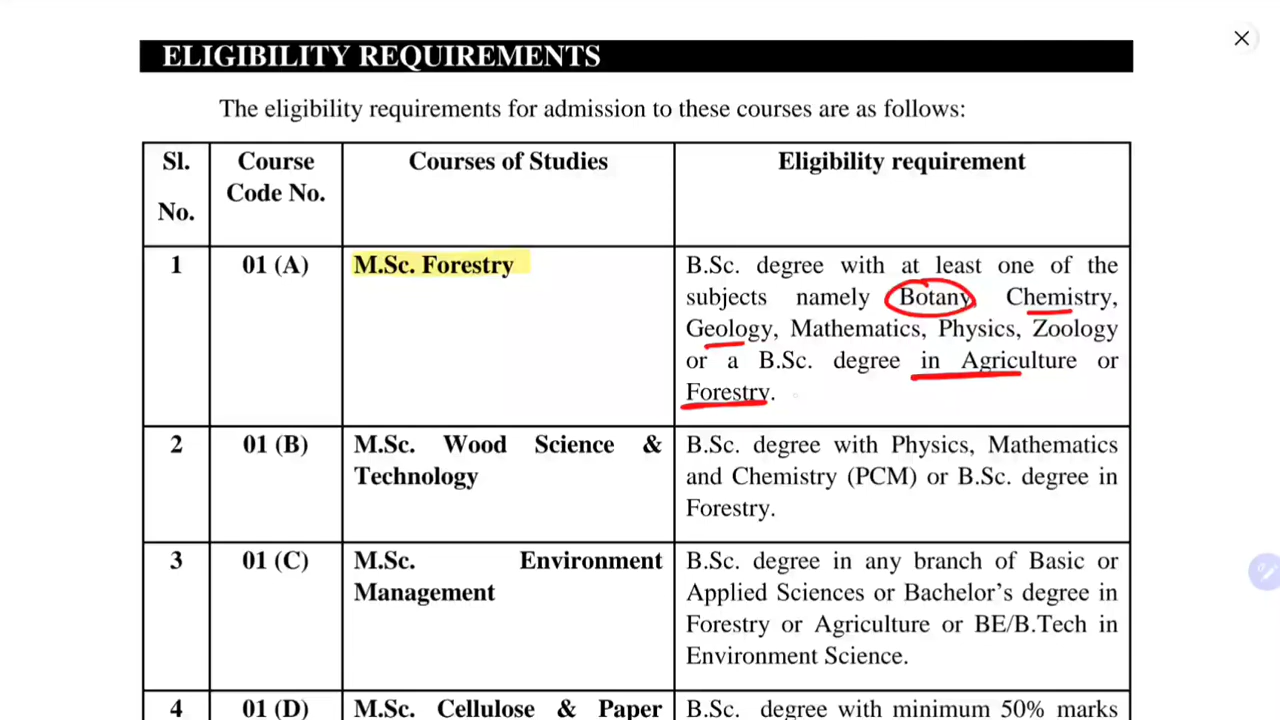 ELIGIBILITY REQUIREMENTS
The eligibility requirements for admission to these courses are as follows:
Sl. No.
Course Code No.
Courses of Studies
Eligibility requirement
1
01 (A)
M.Sc. Forestry
B.Sc. degree with at least one of the
subjects namely Botany, Chemistry,
Geology, Mathematics, Physics, Zoology
or a B.Sc. degree in Agriculture or
Forestry.
2
01 (B)
M.Sc. Wood Science &
Technology
B.Sc. degree with Physics, Mathematics
and Chemistry (PCM) or B.Sc. degree in
Forestry.
3
01 (C)
M.Sc. Environment
Management
B.Sc. degree in any branch of Basic or
Applied Sciences or Bachelor's degree in
Forestry or Agriculture or BE/B.Tech in
Environment Science.
4
01 (D)
M.Sc. Cellulose & Paper
B.Sc. degree with minimum 50% marks